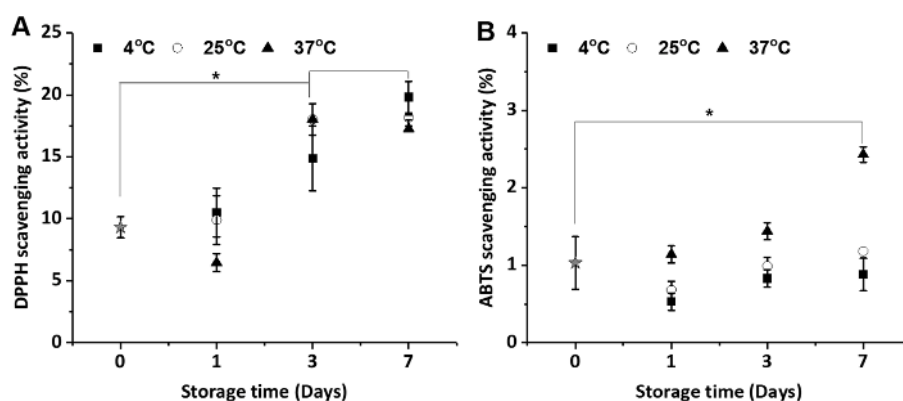 A
■ 4°C ○ 25°C ▲ 37°C
DPPH scavenging activity (%)
25
20
15
10
5
0
*
0 1 3 7
Storage time (Days)
B
■ 4°C ○ 25°C ▲ 37°C
ABTS scavenging activity (%)
4
3
2
1
0
*
0 1 3 7
Storage time (Days)